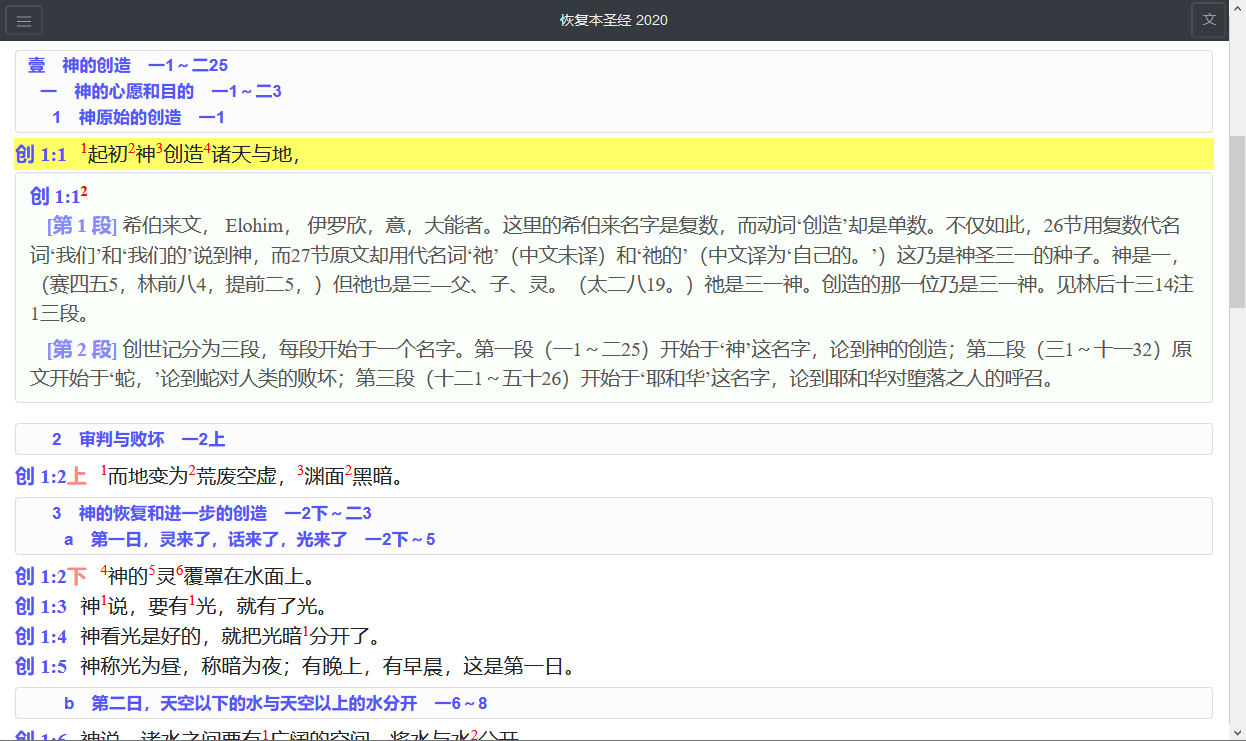 恢复本圣经 2020
文
壹 神的创造 一1～二25
一 神的心愿和目的 一1～二3
1 神原始的创造 一1
创 1:1 1起初2神3创造4诸天与地，
创 1:12
[第 1 段] 希伯来文， Elohim， 伊罗欣，意，大能者。这里的希伯来名字是复数，而动词‘创造’却是单数。不仅如此，26节用复数代名
词‘我们’和‘我们的’说到神，而27节原文却用代名词‘祂’（中文未译）和‘祂的’（中文译为‘自己的。’）这乃是神圣三一的种子。神是一，
（赛四五5，林前八4，提前二5，）但祂也是三—父、子、灵。（太二八19。）祂是三一神。创造的那一位乃是三一神。见林后十三14注
1三段。
[第 2 段] 创世记分为三段，每段开始于一个名字。第一段（一1～二25）开始于‘神’这名字，论到神的创造；第二段（三1～十一32）原
文开始于‘蛇，’论到蛇对人类的败坏；第三段（十二1～五十26）开始于‘耶和华’这名字，论到耶和华对堕落之人的呼召。
2 审判与败坏 一2上
创 1:2上 1而地变为2荒废空虚，3渊面2黑暗。
3 神的恢复和进一步的创造 一2下～二3
a 第一日，灵来了，话来了，光来了 一2下～5
创 1:2下 4神的5灵6覆罩在水面上。
创 1:3 神1说，要有1光，就有了光。
创 1:4 神看光是好的，就把光暗1分开了。
创 1:5 神称光为昼，称暗为夜；有晚上，有早晨，这是第一日。
b 第二日，天空以下的水与天空以上的水分开 一6～8
创 1:6 神说，诸水之间要有1广阔的空间，将水与水2分开。